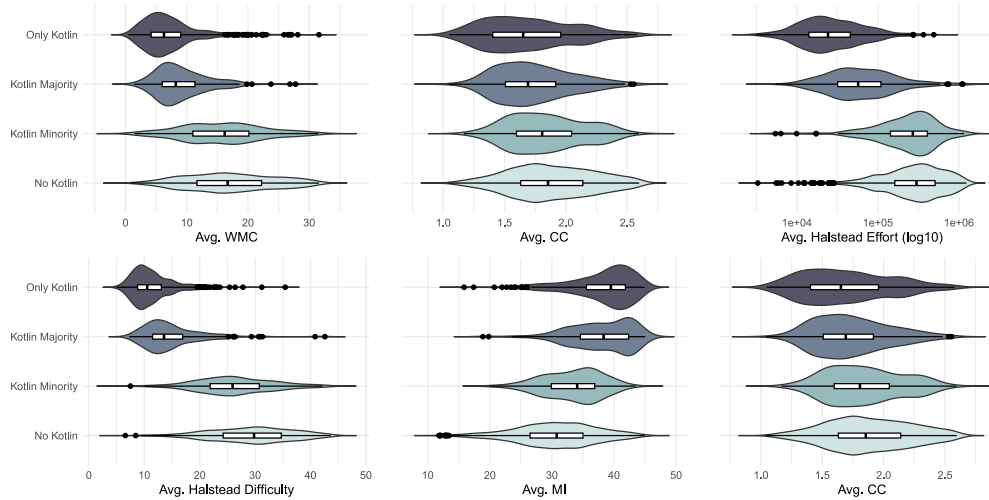 Only Kotlin
Kotlin Majority
Kotlin Minority
No Kotlin
0 10 20 30
Avg. WMC
1.0 1.5 2.0 2.5
Avg. CC
1e+04 1e+05 1e+06
Avg. Halstead Effort (log10)
Only Kotlin
Kotlin Majority
Kotlin Minority
No Kotlin
0 10 20 30 40 50
Avg. Halstead Difficulty
10 20 30 40 50
Avg. MI
1.0 1.5 2.0 2.5
Avg. CC